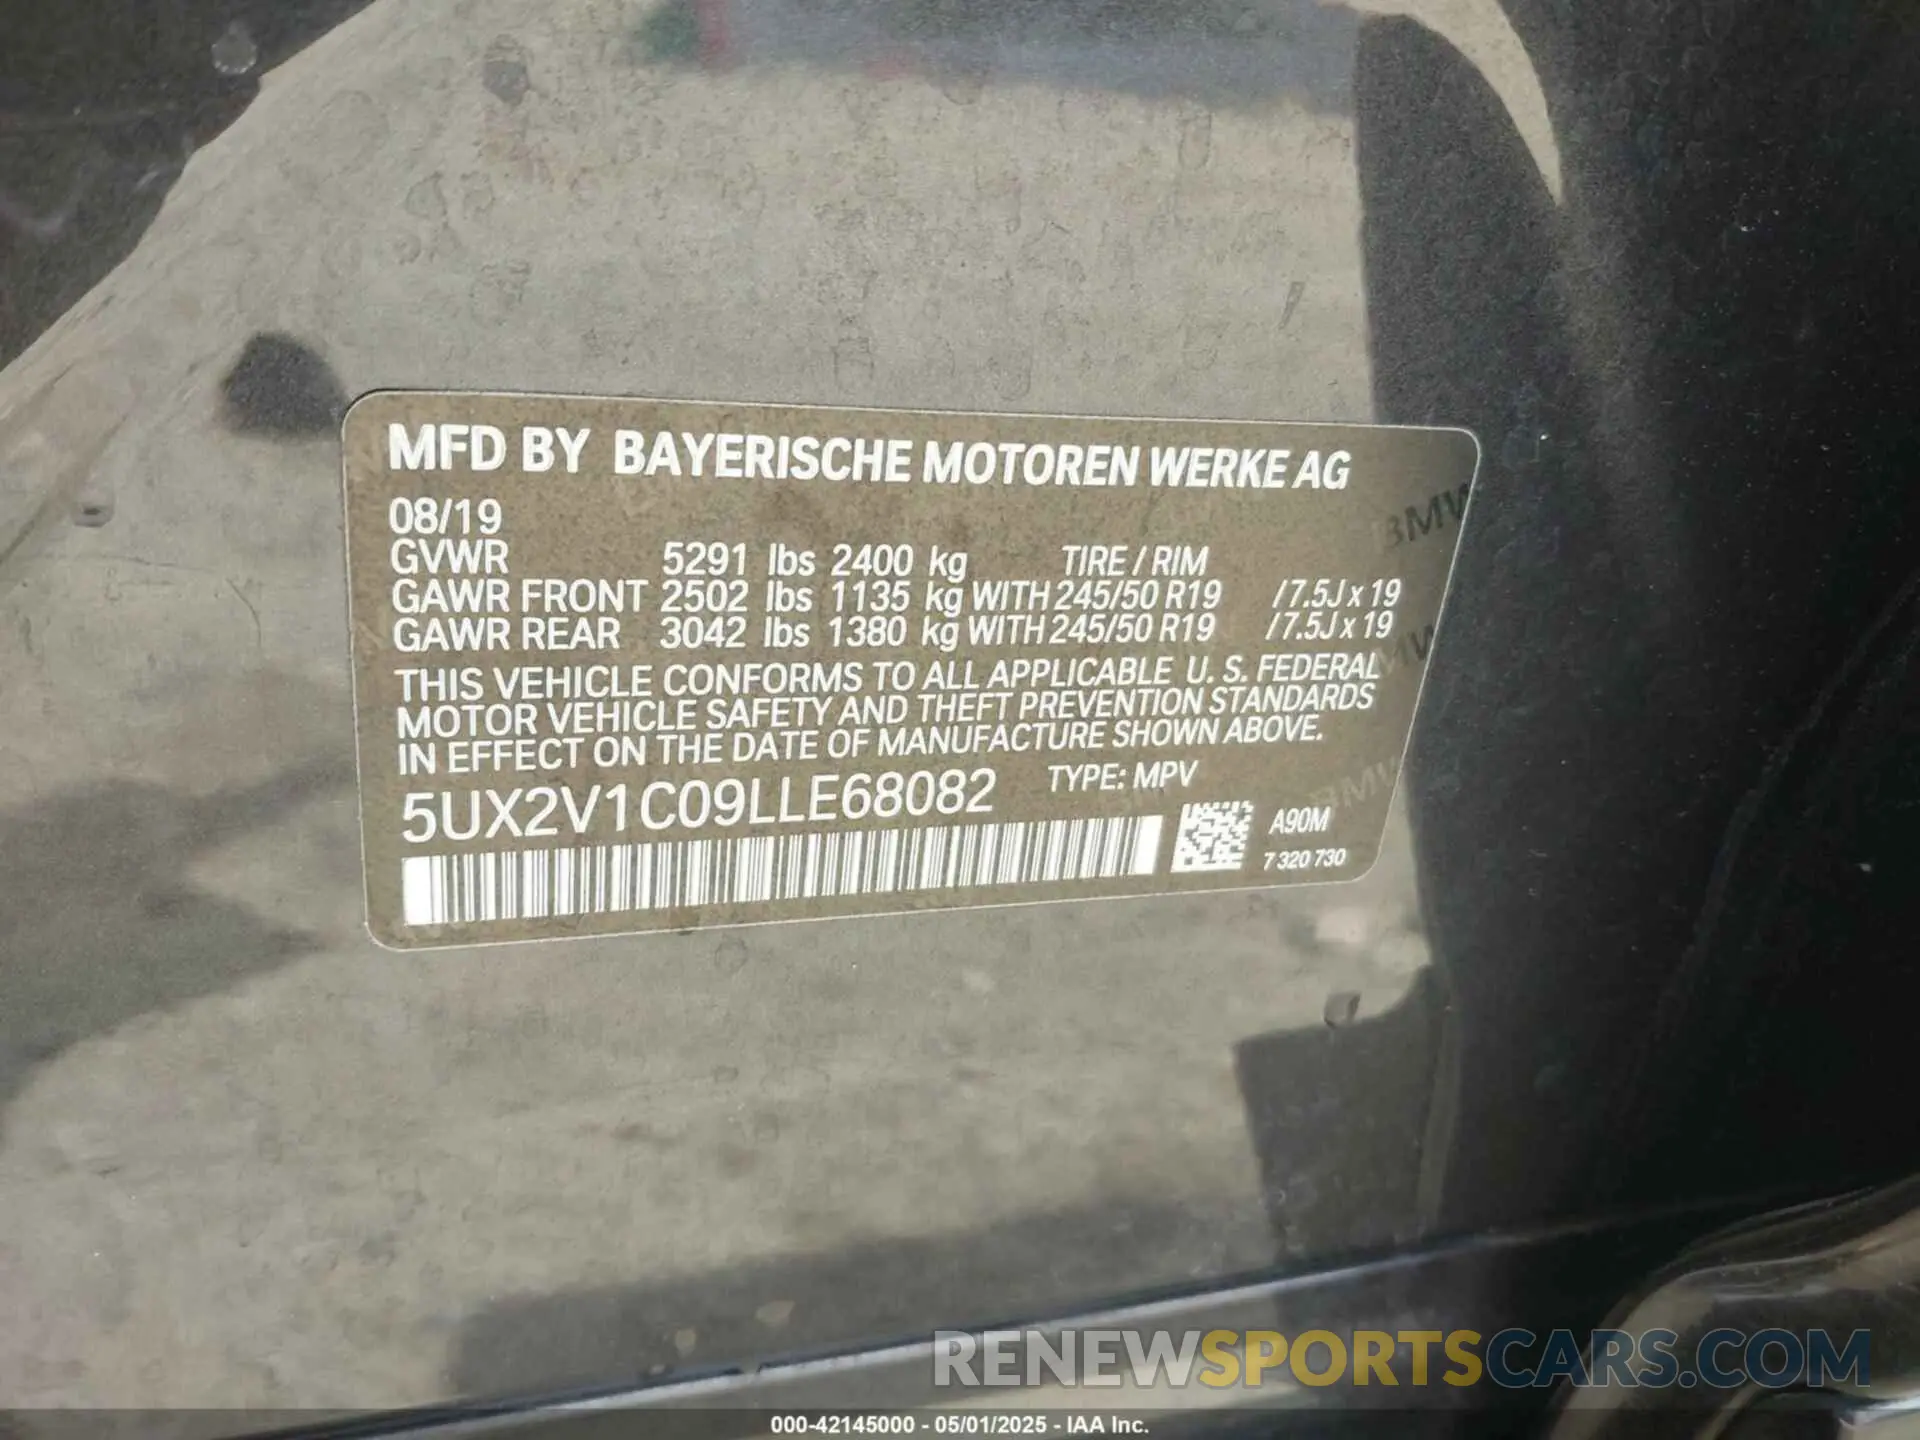 MFD BY BAYERISCHE MOTOREN WERKE AG
08/19
GVWR 5291 lbs 2400 kg TIRE / RIM
GAWR FRONT 2502 lbs 1135 kg WITH 245/50 R19 / 7.5J x 19
GAWR REAR 3042 lbs 1380 kg WITH 245/50 R19 / 7.5J x 19
THIS VEHICLE CONFORMS TO ALL APPLICABLE U. S. FEDERAL
MOTOR VEHICLE SAFETY AND THEFT PREVENTION STANDARDS
IN EFFECT ON THE DATE OF MANUFACTURE SHOWN ABOVE.
5UX2V1C09LLE68082 TYPE: MPV
A90M
7 320 730
BMW
BMW
RENEWSPORTSCARS.COM
000-42145000 - 05/01/2025 - IAA Inc.